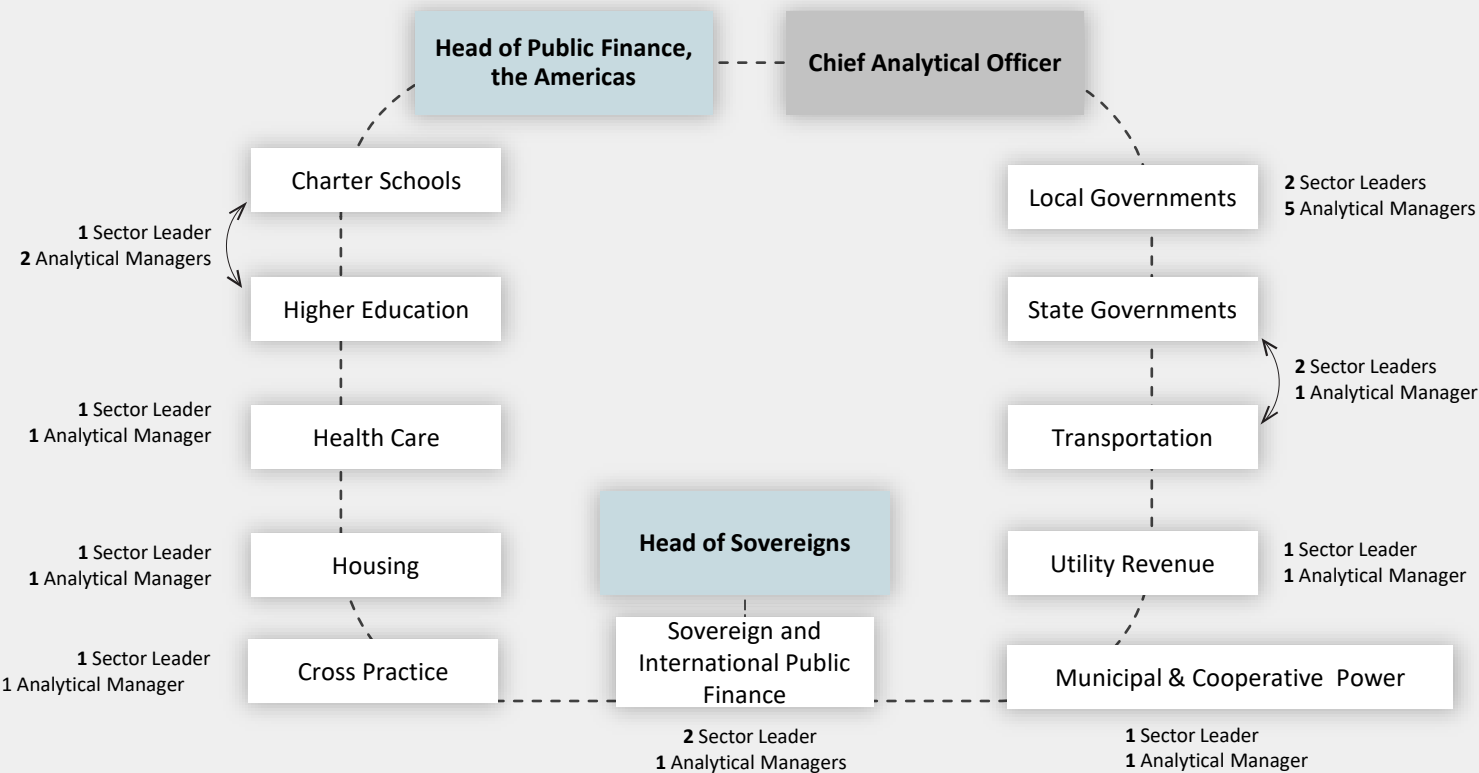 Head of Public Finance,
the Americas
Chief Analytical Officer
Charter Schools
1 Sector Leader
2 Analytical Managers
Higher Education
1 Sector Leader
1 Analytical Manager
Health Care
1 Sector Leader
1 Analytical Manager
Housing
1 Sector Leader
1 Analytical Manager
Cross Practice
Head of Sovereigns
Sovereign and
International Public
Finance
2 Sector Leader
1 Analytical Managers
Local Governments
2 Sector Leaders
5 Analytical Managers
State Governments
2 Sector Leaders
1 Analytical Manager
Transportation
Utility Revenue
1 Sector Leader
1 Analytical Manager
Municipal & Cooperative Power
1 Sector Leader
1 Analytical Manager